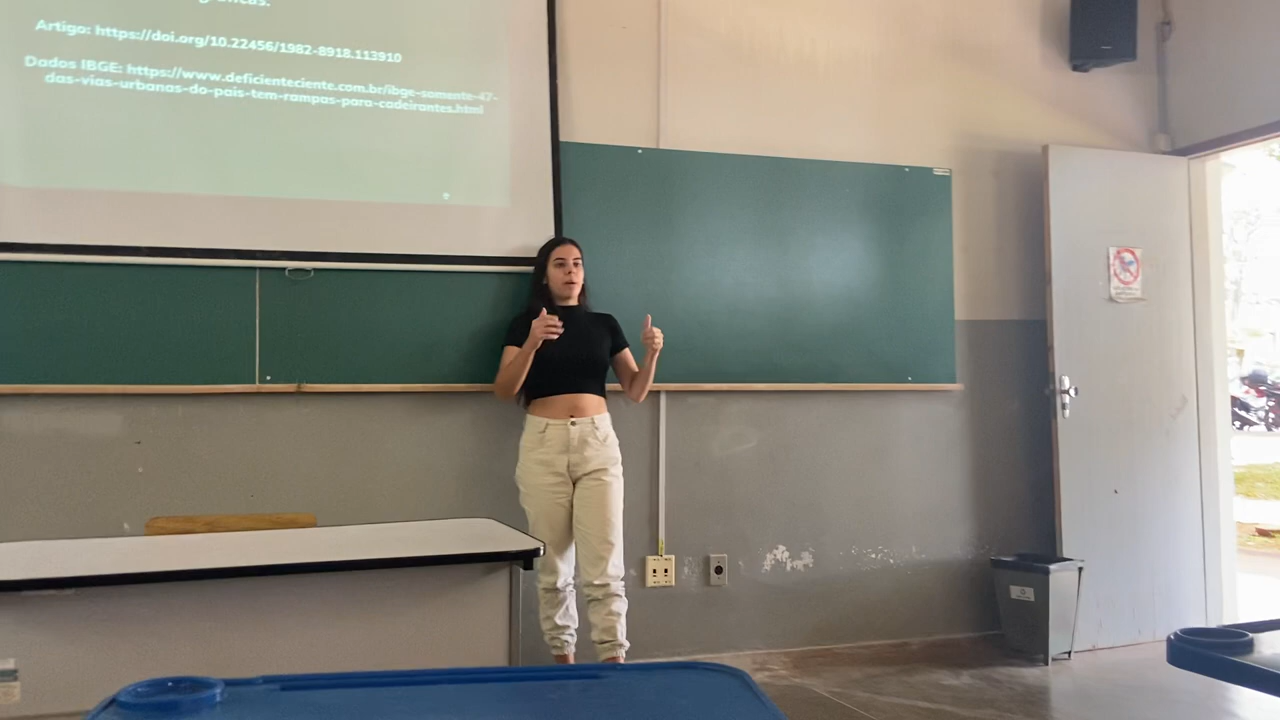 Artigo: https://doi.org/10.22456/1982-8918.113910
Dados IBGE: https://www.deficienteciente.com.br/ibge-somente-47-
das-vias-urbanas-do-pais-tem-rampas-para-cadeirantes.html